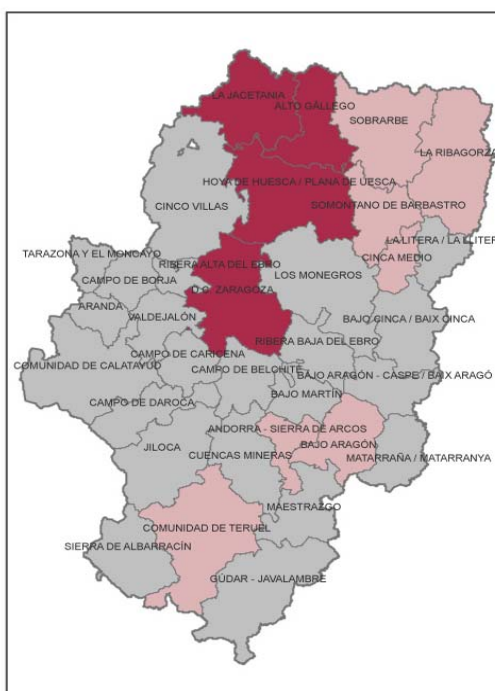 LA JACETANIA
ALTO GÁLLEGO
SOBRARBE
LA RIBAGORZA
HOYA DE HUESCA / PLANA DE UESCA
SOMONTANO DE BARBASTRO
CINCO VILLAS
LA LITERA / LA LLITERA
TARAZONA Y EL MONCAYO
RIBERA ALTA DEL EBRO
CINCA MEDIO
LOS MONEGROS
CAMPO DE BORJA
D.C. ZARAGOZA
ARANDA
VALDEJALÓN
BAJO CINCA / BAIX CINCA
RIBERA BAJA DEL EBRO
CAMPO DE CARIÑENA
COMUNIDAD DE CALATAYUD
CAMPO DE BELCHITE
BAJO ARAGÓN - CASPE / BAIX ARAGÓ
BAJO MARTÍN
CAMPO DE DAROCA
ANDORRA - SIERRA DE ARCOS
BAJO ARAGÓN
JILOCA
CUENCAS MINERAS
MATARRAÑA / MATARRANYA
MAESTRAZGO
COMUNIDAD DE TERUEL
SIERRA DE ALBARRACÍN
GÚDAR - JAVALAMBRE